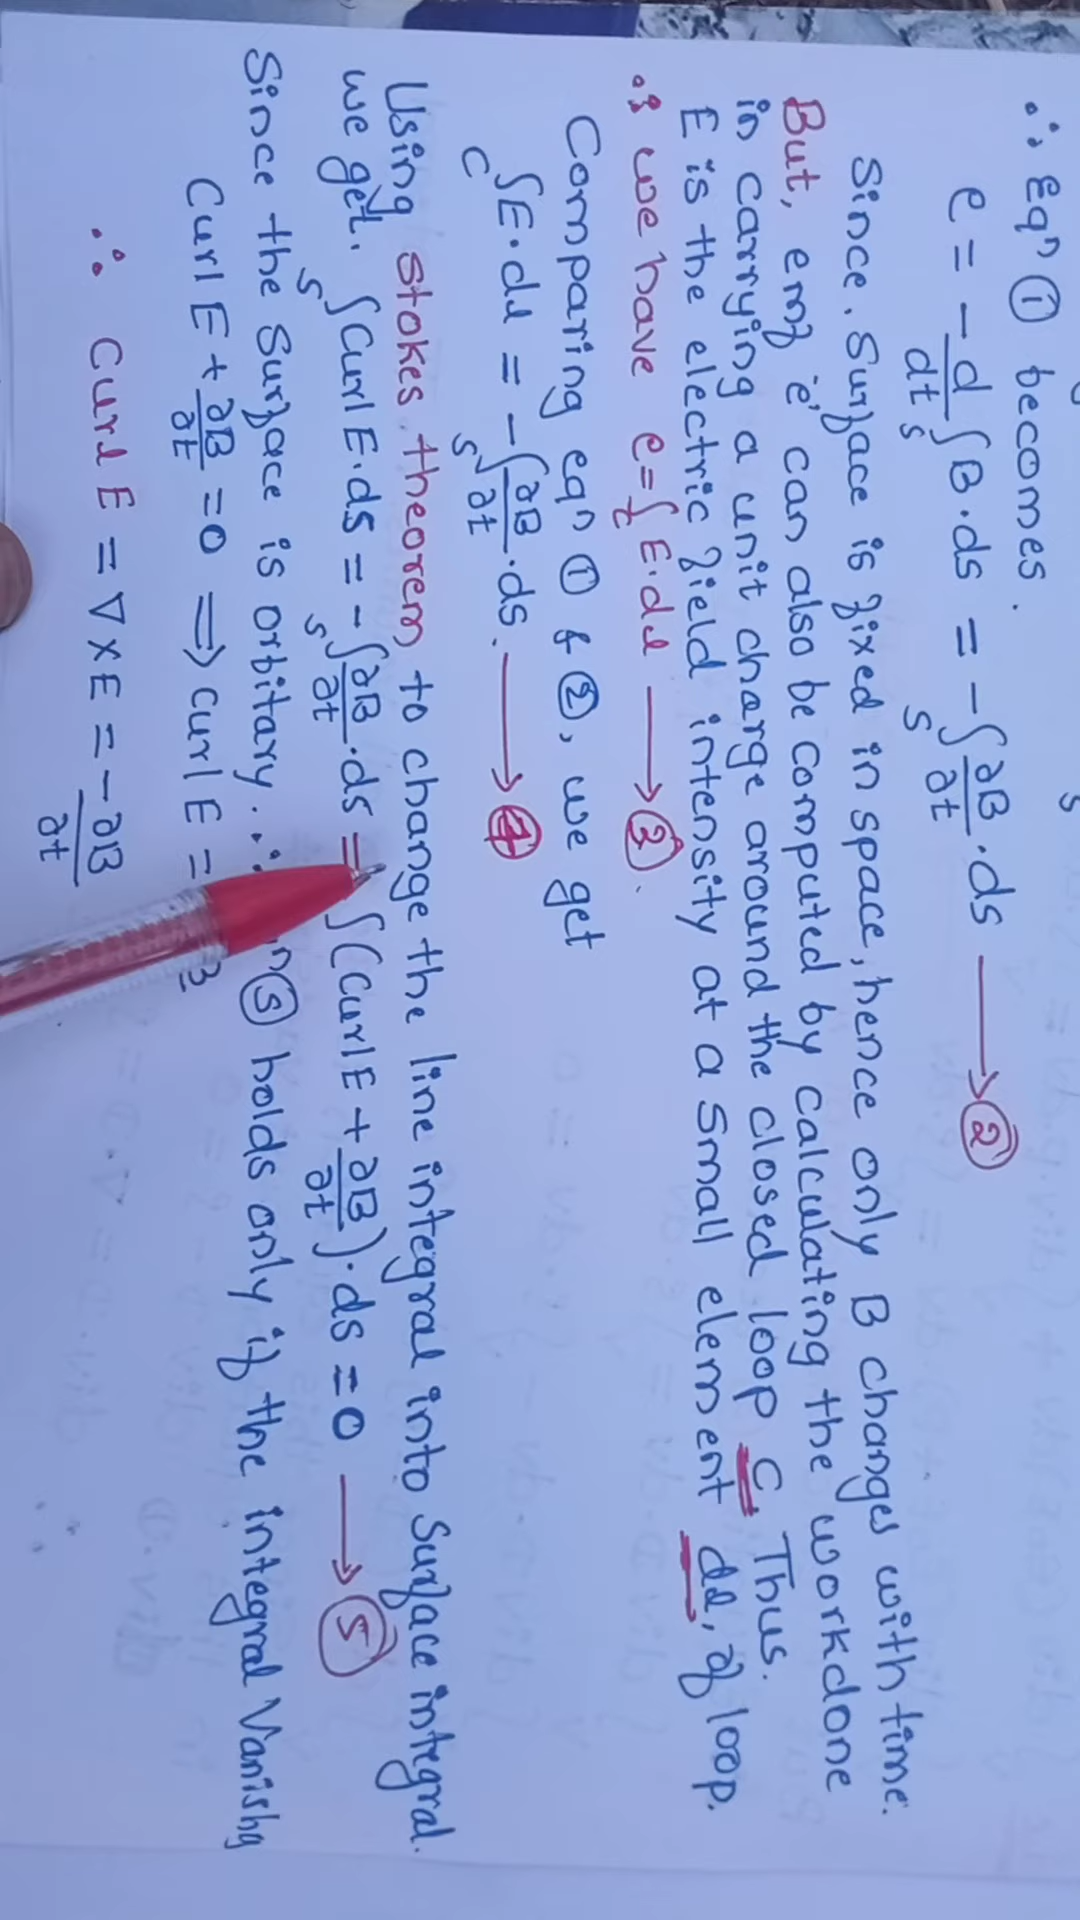 ∴ Eqⁿ ① becomes.
e = -d/dt ∫s B·ds = -∫s ∂B/∂t·ds ⟶ ②
Since. Surface is fixed in space, hence only B changes with time.
But, emf 'e' can also be computed by calculating the workdone
in carrying a unit charge around the closed loop C. Thus.
E is the electric field intensity at a small element dl, of loop.
∴ we have e=∫c E·dl ⟶ ③.
Comparing eqⁿ ① & ②, we get
∫c E·dl = -∫s ∂B/∂t·ds. ⟶ ④
Using stokes. theorem to change the line integral into Surface integral.
we get. ∫s Curl E·ds = -∫s ∂B/∂t·ds = ∫(Curl E + ∂B/∂t)·ds = 0 ⟶ ⑤
Since the Surface is orbitary. ∴ ⑤ holds only if the integral Vanishg
Curl E + ∂B/∂t = 0 ⟹ Curl E =
∴ Curl E = ∇ x E = -∂B/∂t